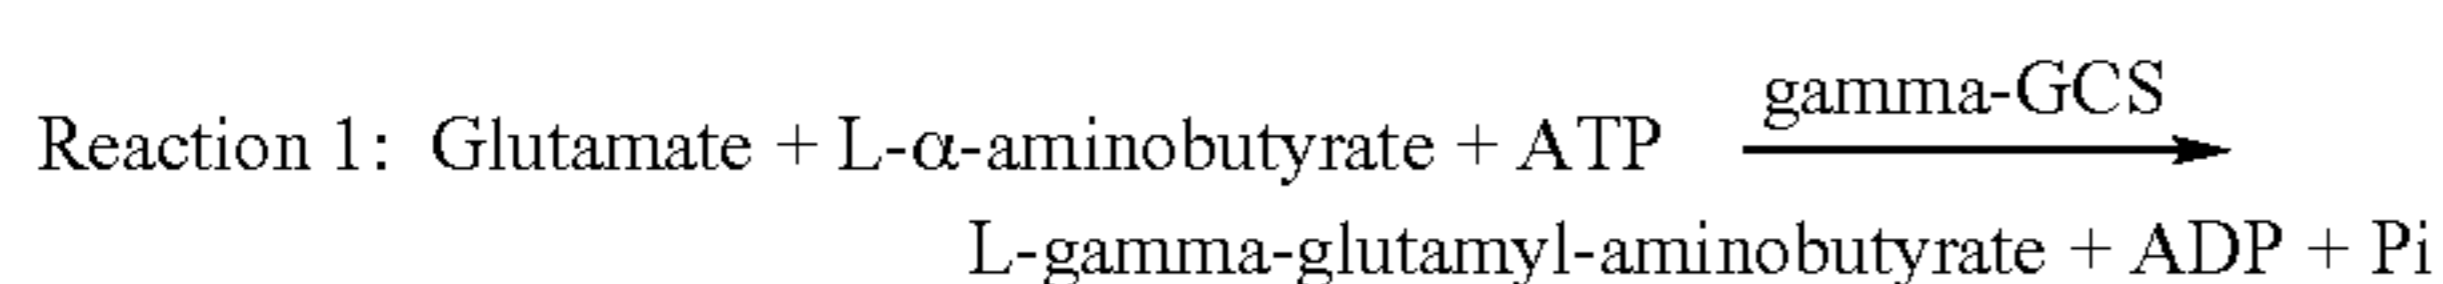 gamma-GCS
Reaction 1: Glutamate + L-α-aminobutyrate + ATP
L-gamma-glutamyl-aminobutyrate + ADP + Pi